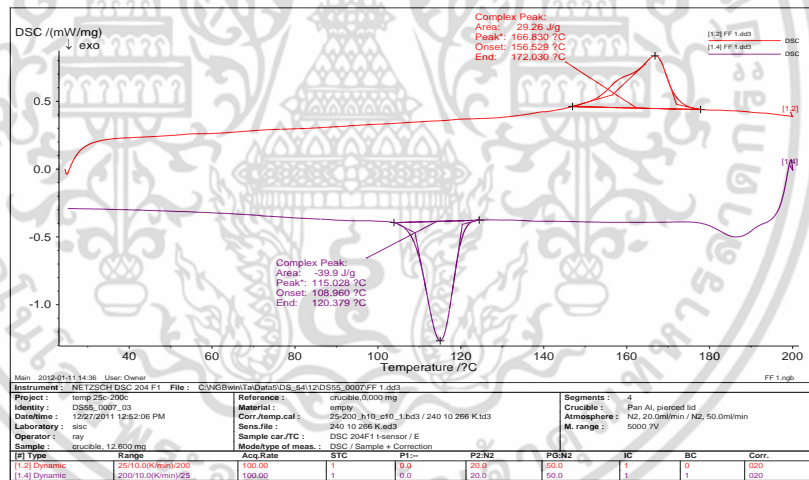 DSC /(mW/mg)
↓ exo
Complex Peak:
Area: 29.26 J/g
Peak*: 166.830 ?C
Onset: 156.529 ?C
End: 172.030 ?C
[1.2] FF 1.dd3
DSC
[1.4] FF 1.dd3
DSC
0.5
[1.2]
0.0
[1.4]
-0.5
Complex Peak:
Area: -39.9 J/g
Peak*: 115.028 ?C
Onset: 108.960 ?C
End: 120.379 ?C
-1.0
40 60 80 100 120 140 160 180 200
Temperature /?C
Main 2012-01-11 14:36 User: Owner FF 1.ngb
Instrument : NETZSCH DSC 204 F1 File : C:\NGBwin\Ta\Data5\DS_54\12\DS55_0007\FF 1.dd3
Project : temp 25c-200c Reference : crucible,0.000 mg Segments : 4
Identity : DS55_0007_03 Material : empty Crucible : Pan Al, pierced lid
Date/time : 12/27/2011 12:52:06 PM Corr./temp.cal : 25-200_h10_c10_1.bd3 / 240 10 266 K.td3 Atmosphere : N2, 20.0ml/min / N2, 50.0ml/min
Laboratory : sisc Sens.file : 240 10 266 K.ed3 M. range : 5000 ?V
Operator : ray Sample car./TC : DSC 204F1 t-sensor / E
Sample : crucible, 12.600 mg Mode/type of meas. : DSC / Sample + Correction
[#] Type Range Acq.Rate STC P1:-- P2:N2 PG:N2 IC BC Corr.
[1.2] Dynamic 25/10.0(K/min)/200 100.00 1 0.0 20.0 50.0 1 0 020
[1.4] Dynamic 200/10.0(K/min)/25 100.00 1 0.0 20.0 50.0 1 1 020